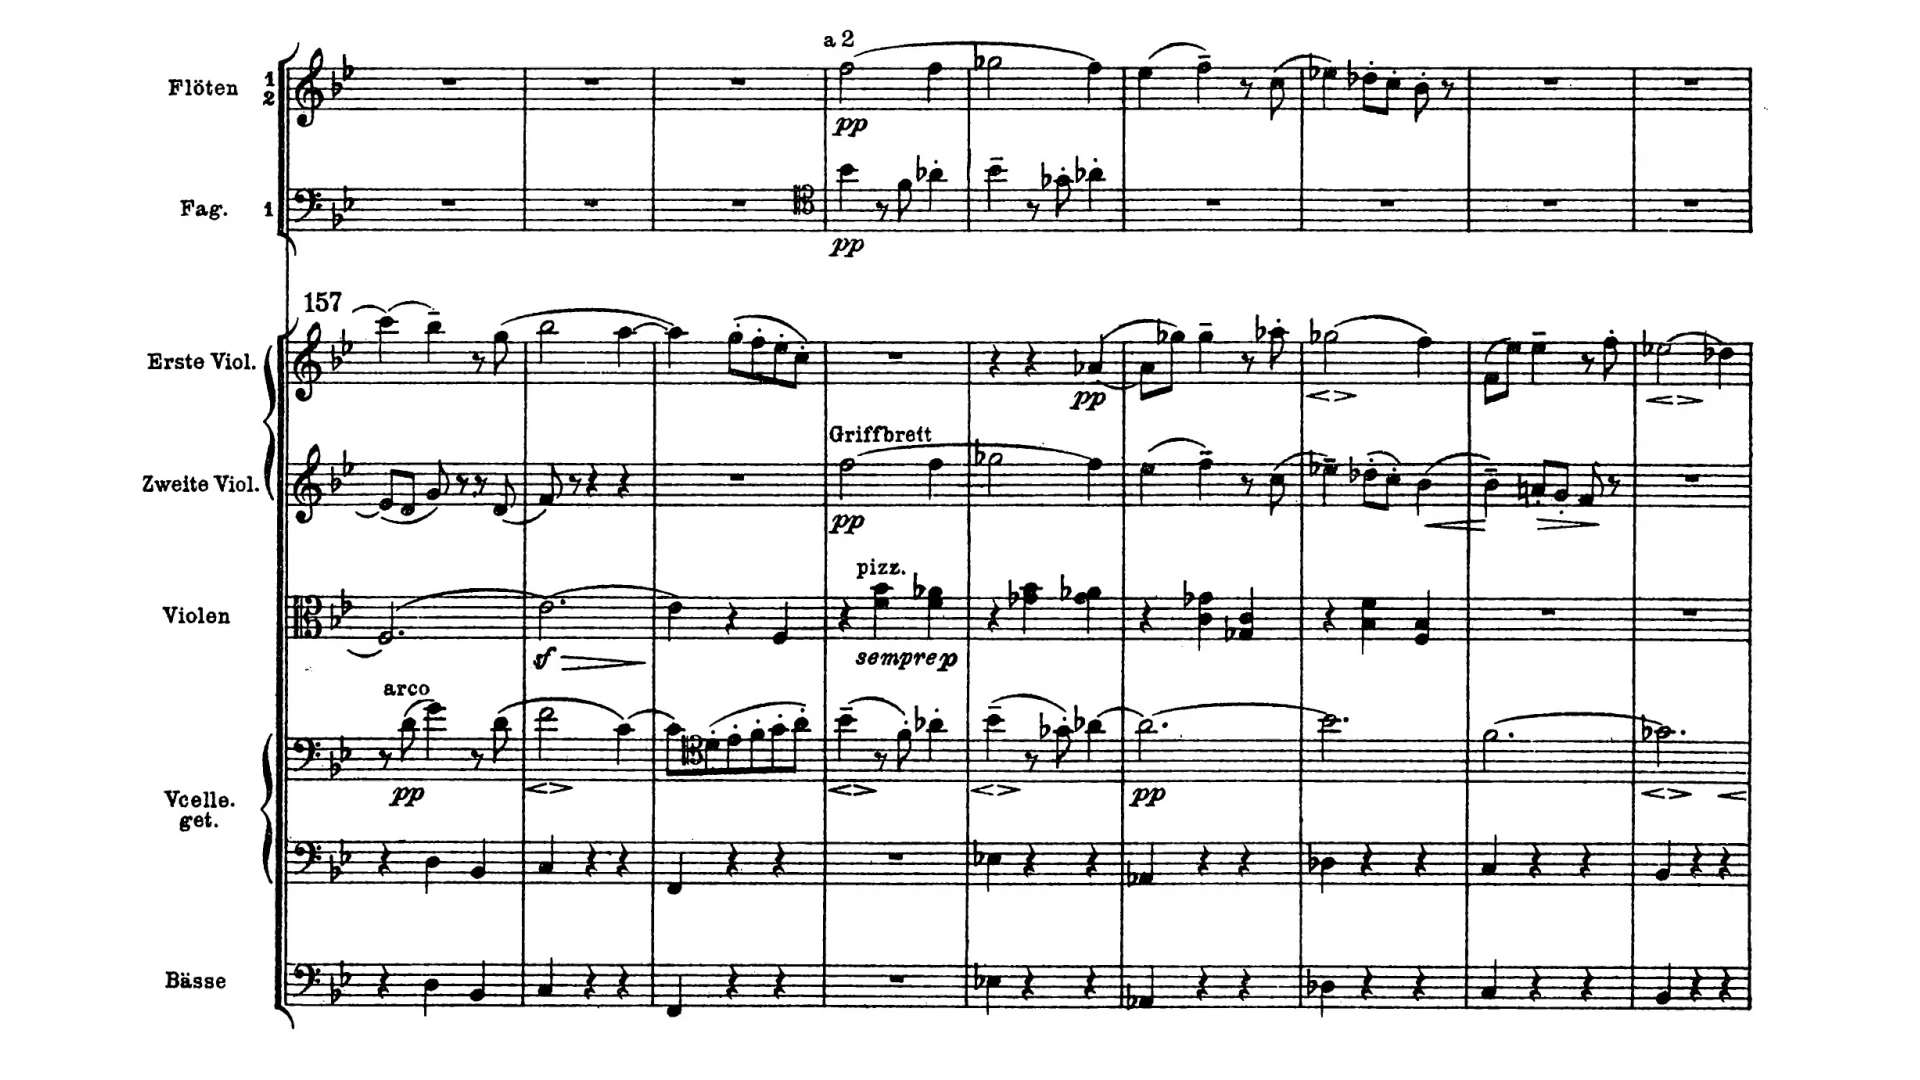 a 2
Flöten 1
2
pp
Fag. 1
pp
157
Erste Viol.
pp
Griffbrett
Zweite Viol.
pp
pizz.
Violen
sf
sempre p
arco
pp
pp
Vcelle.
get.
Bässe